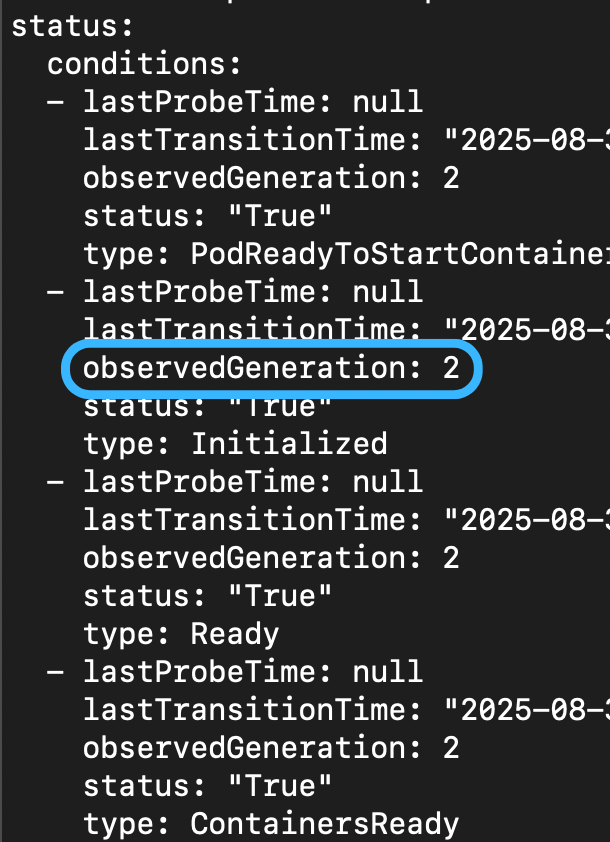 status:
  conditions:
  - lastProbeTime: null
    lastTransitionTime: "2025-08-3
    observedGeneration: 2
    status: "True"
    type: PodReadyToStartContainer
  - lastProbeTime: null
    lastTransitionTime: "2025-08-3
    observedGeneration: 2
    status: "True"
    type: Initialized
  - lastProbeTime: null
    lastTransitionTime: "2025-08-3
    observedGeneration: 2
    status: "True"
    type: Ready
  - lastProbeTime: null
    lastTransitionTime: "2025-08-3
    observedGeneration: 2
    status: "True"
    type: ContainersReady